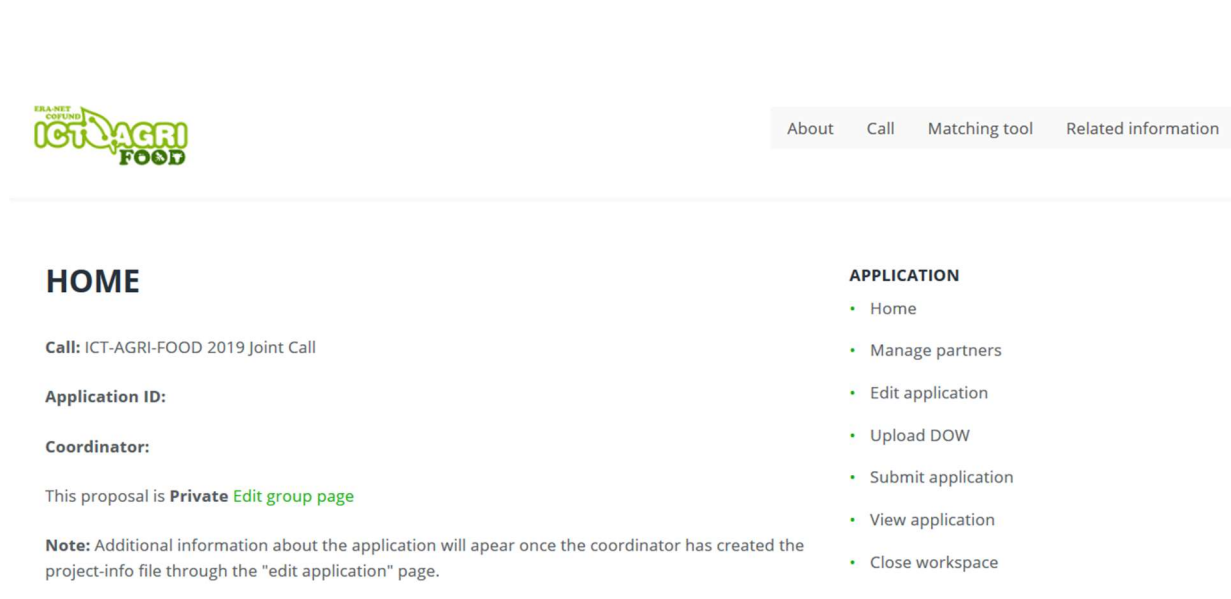 ERA-NET
COFUND
ICT-AGRI
FOOD
About Call Matching tool Related information
HOME
Call: ICT-AGRI-FOOD 2019 Joint Call
Application ID:
Coordinator:
This proposal is Private Edit group page
Note: Additional information about the application will apear once the coordinator has created the
project-info file through the "edit application" page.
APPLICATION
• Home
• Manage partners
• Edit application
• Upload DOW
• Submit application
• View application
• Close workspace